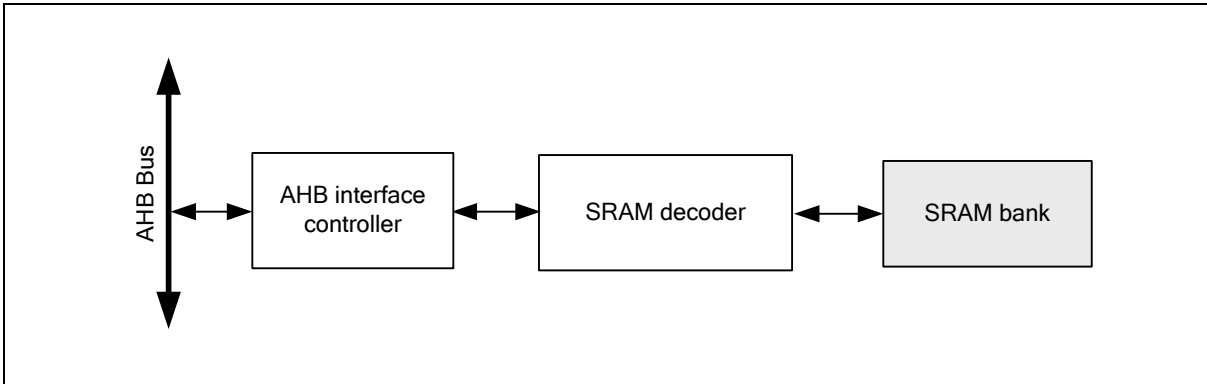 AHB Bus
AHB interface
controller
SRAM decoder
SRAM bank